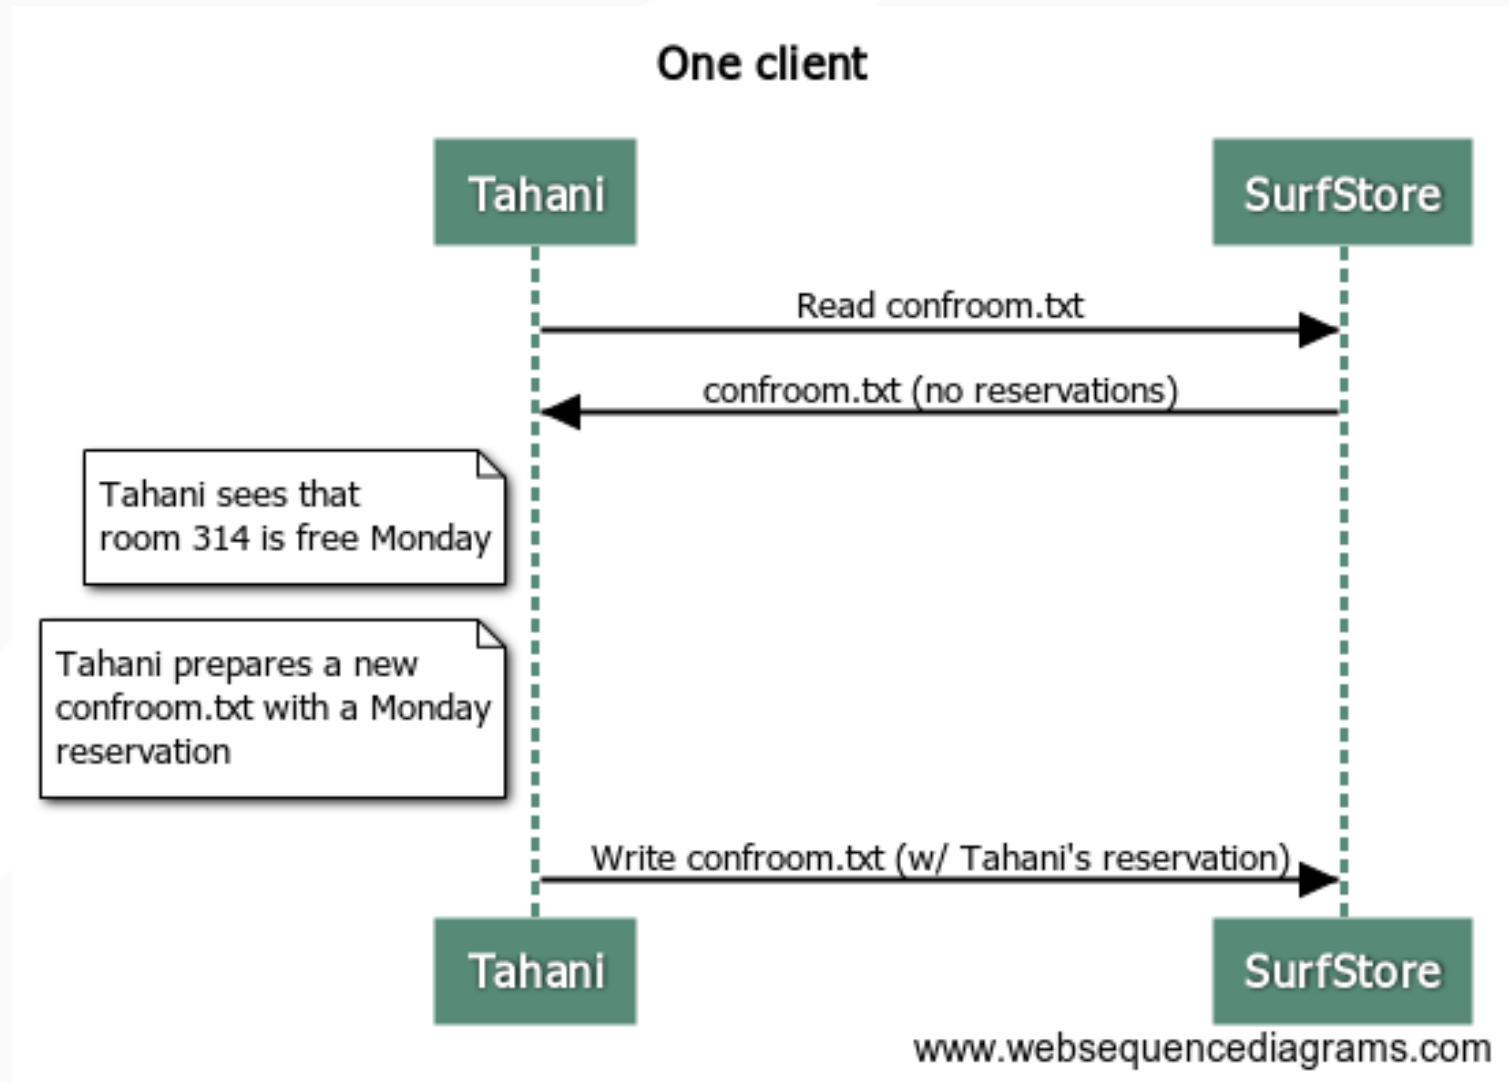 One client
Tahani
SurfStore
Read confroom.txt
confroom.txt (no reservations)
Tahani sees that
room 314 is free Monday
Tahani prepares a new
confroom.txt with a Monday
reservation
Write confroom.txt (w/ Tahani's reservation)
Tahani
SurfStore
www.websequencediagrams.com